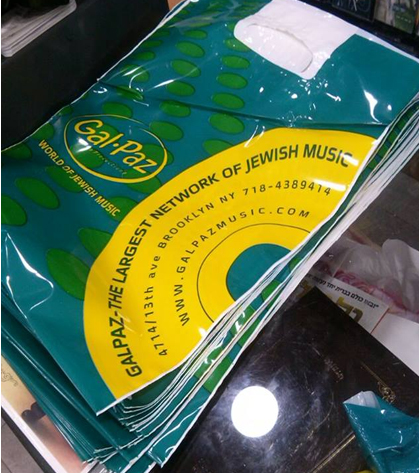 Gal-Paz
WORLD OF JEWISH MUSIC
GALPAZ-THE LARGEST NETWORK OF JEWISH MUSIC
4714/13th ave BROOKLYN NY 718-4389414
WWW.GALPAZMUSIC.COM